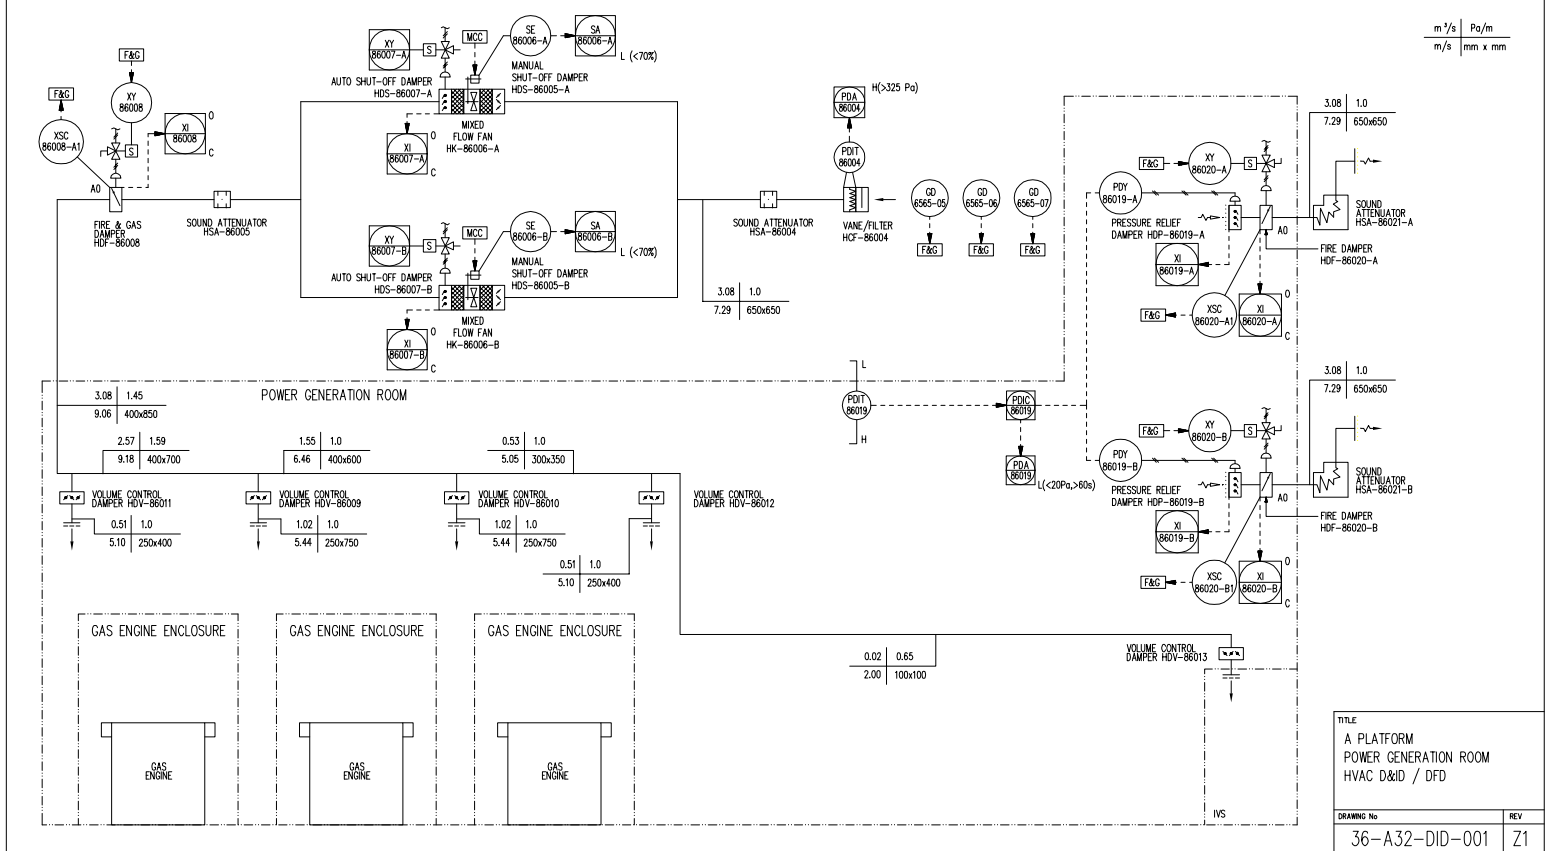 m³/s | Pa/m
m/s | mm x mm
F&G
XY
86008
F&G
XSC
86008-A1
XI
86008
O
C
S
AO
FIRE & GAS
DAMPER
HDF-86008
SOUND ATTENUATOR
HSA-86005
XY
86007-A
S
MCC
SE
86006-A
SA
86006-A
L (<70%)
AUTO SHUT-OFF DAMPER
HDS-86007-A
MANUAL
SHUT-OFF DAMPER
HDS-86005-A
MIXED
FLOW FAN
HK-86006-A
XI
86007-A
O
C
XY
86007-B
S
MCC
SE
86006-B
SA
86006-B
L (<70%)
AUTO SHUT-OFF DAMPER
HDS-86007-B
MANUAL
SHUT-OFF DAMPER
HDS-86005-B
MIXED
FLOW FAN
HK-86006-B
XI
86007-B
O
C
PDA
86004
H(>325 Pa)
PDIT
86004
SOUND ATTENUATOR
HSA-86004
VANE/FILTER
HCF-86004
GD
6565-05
GD
6565-06
GD
6565-07
F&G
F&G
F&G
3.08 | 1.0
7.29 | 650x650
3.08 | 1.0
7.29 | 650x650
F&G
XY
86020-A
S
PDY
86019-A
PRESSURE RELIEF
DAMPER HDP-86019-A
AO
SOUND
ATTENUATOR
HSA-86021-A
FIRE DAMPER
HDF-86020-A
XI
86019-A
F&G
XSC
86020-A1
XI
86020-A
O
C
L
PDIT
86019
H
PDIC
86019
PDA
86019
L(<20Pa,>60s)
3.08 | 1.0
7.29 | 650x650
F&G
XY
86020-B
S
PDY
86019-B
PRESSURE RELIEF
DAMPER HDP-86019-B
AO
SOUND
ATTENUATOR
HSA-86021-B
FIRE DAMPER
HDF-86020-B
XI
86019-B
F&G
XSC
86020-B1
XI
86020-B
O
C
POWER GENERATION ROOM
3.08 | 1.45
9.06 | 400x850
2.57 | 1.59
9.18 | 400x700
1.55 | 1.0
6.46 | 400x600
0.53 | 1.0
5.05 | 300x350
VOLUME CONTROL
DAMPER HDV-86011
VOLUME CONTROL
DAMPER HDV-86009
VOLUME CONTROL
DAMPER HDV-86010
VOLUME CONTROL
DAMPER HDV-86012
0.51 | 1.0
5.10 | 250x400
1.02 | 1.0
5.44 | 250x750
1.02 | 1.0
5.44 | 250x750
0.51 | 1.0
5.10 | 250x400
GAS ENGINE ENCLOSURE
GAS ENGINE ENCLOSURE
GAS ENGINE ENCLOSURE
GAS
ENGINE
GAS
ENGINE
GAS
ENGINE
0.02 | 0.65
2.00 | 100x100
VOLUME CONTROL
DAMPER HDV-86013
IVS
TITLE
A PLATFORM
POWER GENERATION ROOM
HVAC D&ID / DFD
DRAWING No
REV
36-A32-DID-001
Z1